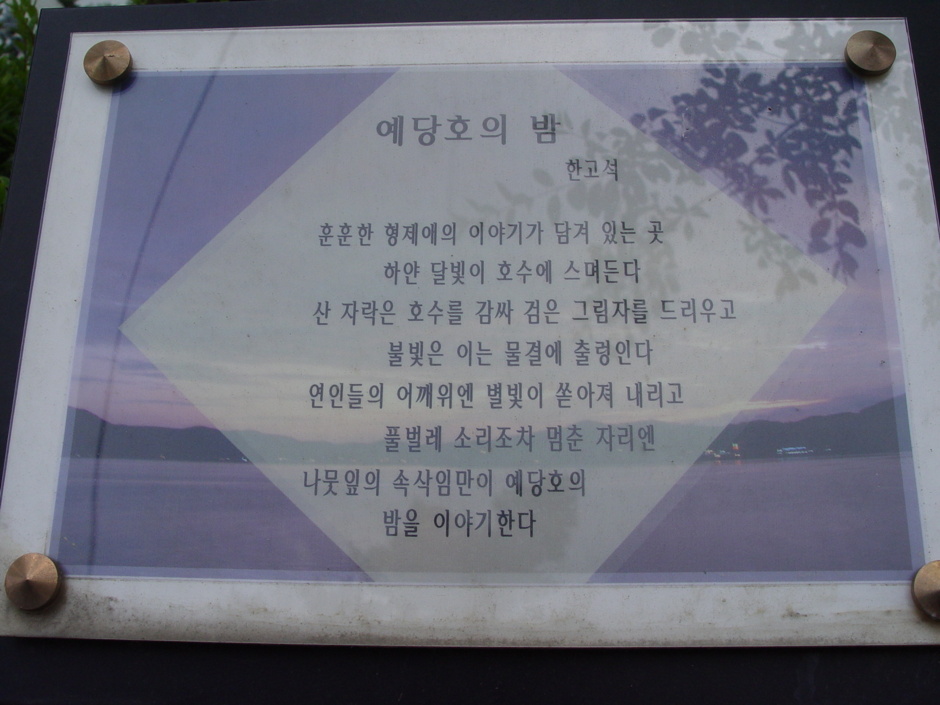 예당호의 밤
한고석
훈훈한 형제애의 이야기가 담겨 있는 곳
하얀 달빛이 호수에 스며든다
산 자락은 호수를 감싸 검은 그림자를 드리우고
불빛은 이는 물결에 출령인다
연인들의 어깨위엔 별빛이 쏟아져 내리고
풀벌레 소리조차 멈춘 자리엔
나뭇잎의 속삭임만이 예당호의
밤을 이야기한다